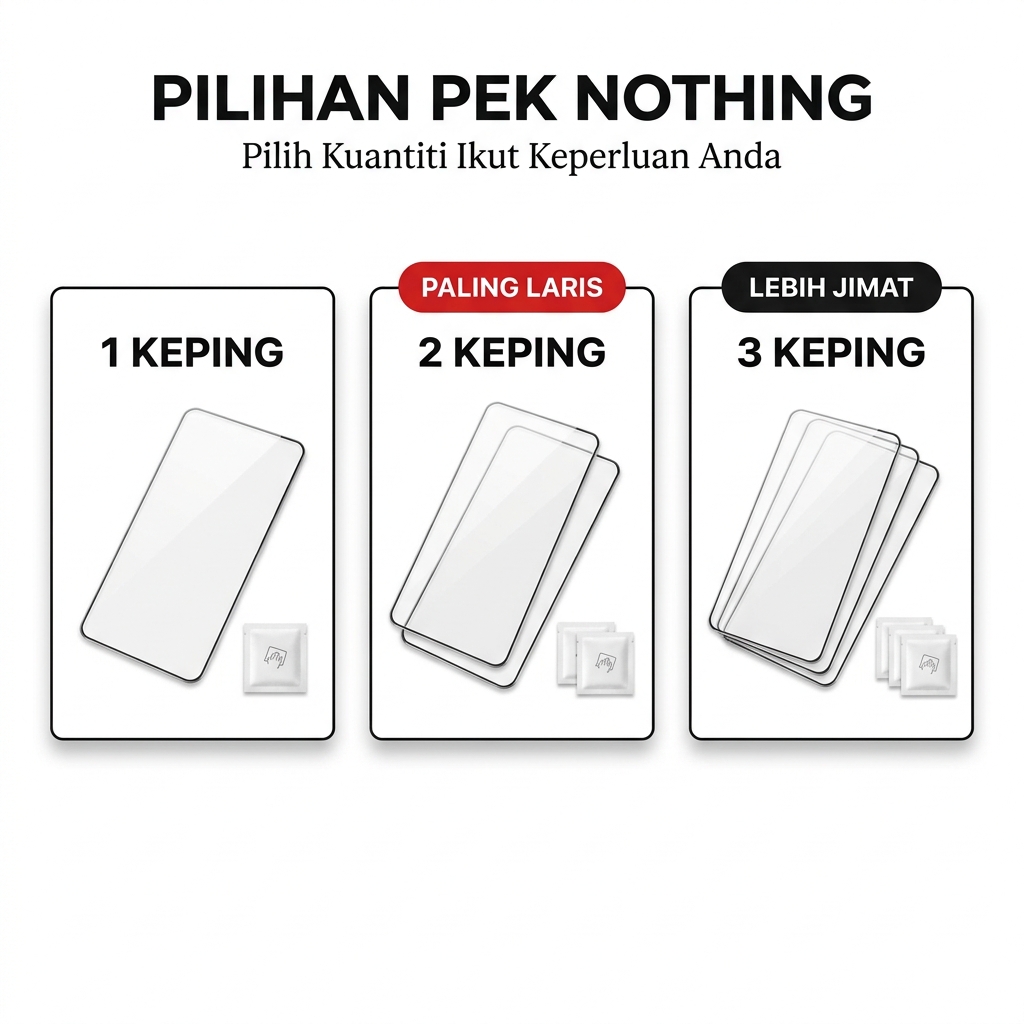 PILIHAN PEK NOTHING
Pilih Kuantiti Ikut Keperluan Anda
1 KEPING
PALING LARIS
2 KEPING
LEBIH JIMAT
3 KEPING